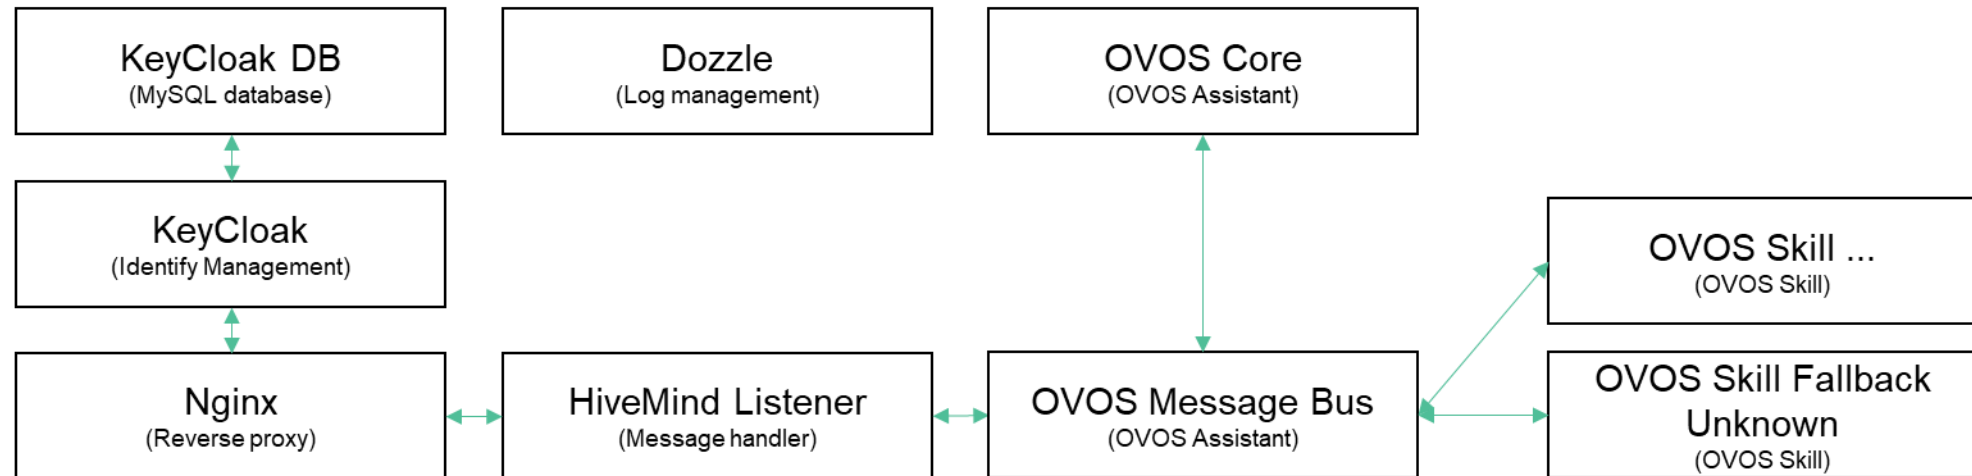 KeyCloak DB
(MySQL database)
Dozzle
(Log management)
OVOS Core
(OVOS Assistant)
KeyCloak
(Identify Management)
OVOS Skill ...
(OVOS Skill)
Nginx
(Reverse proxy)
HiveMind Listener
(Message handler)
OVOS Message Bus
(OVOS Assistant)
OVOS Skill Fallback
Unknown
(OVOS Skill)